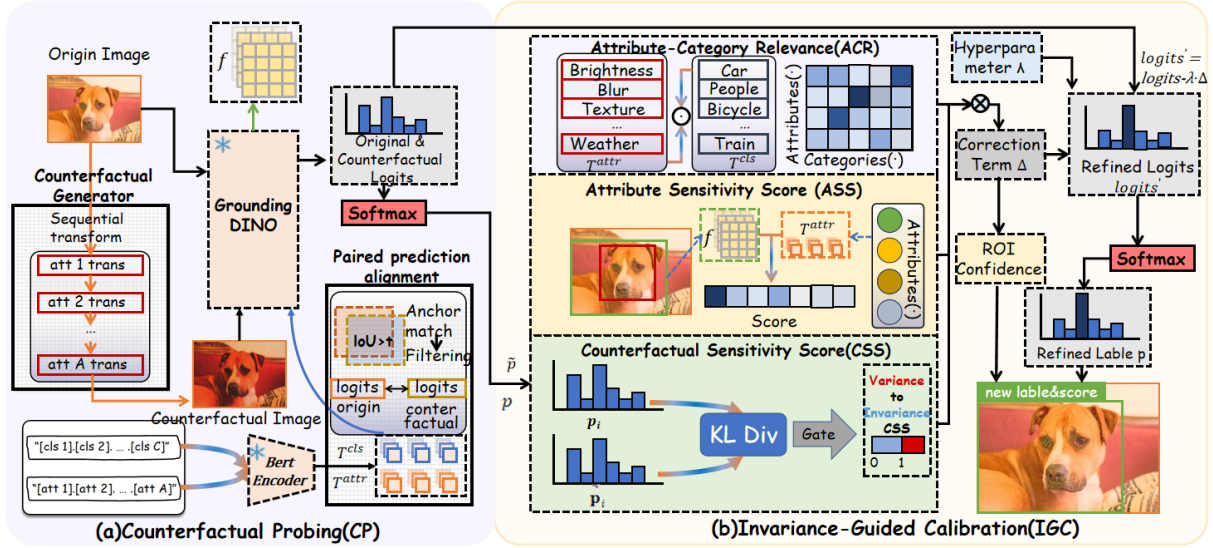 Origin Image
f
Counterfactual
Generator
Sequential
transform
att 1 trans
att 2 trans
...
att A trans
Grounding
DINO
Original &
Counterfactual
Logits
Softmax
Paired prediction
alignment
IoU>t
Anchor
match
Filtering
logits
origin
logits
conter
factual
Counterfactual Image
"[cls 1].[cls 2]. ... .[cls C]"
"[att 1].[att 2]. ... .[att A]"
Bert
Encoder
T^cls
T^attr
(a)Counterfactual Probing(CP)
p̃
p
Attribute-Category Relevance(ACR)
Brightness
Blur
Texture
...
Weather
T^attr
Car
People
Bicycle
...
Train
T^cls
Attributes(·)
Categories(·)
Attribute Sensitivity Score (ASS)
f
T^attr
Attributes(·)
Score
Counterfactual Sensitivity Score(CSS)
p_i
p̃_i
KL Div
Gate
Variance
to
Invariance
CSS
0 1
Hyperpara
meter λ
logits' =
logits-λ·Δ
Correction
Term Δ
Refined Logits
logits'
ROI
Confidence
Softmax
Refined Lable p
new lable&score
(b)Invariance-Guided Calibration(IGC)